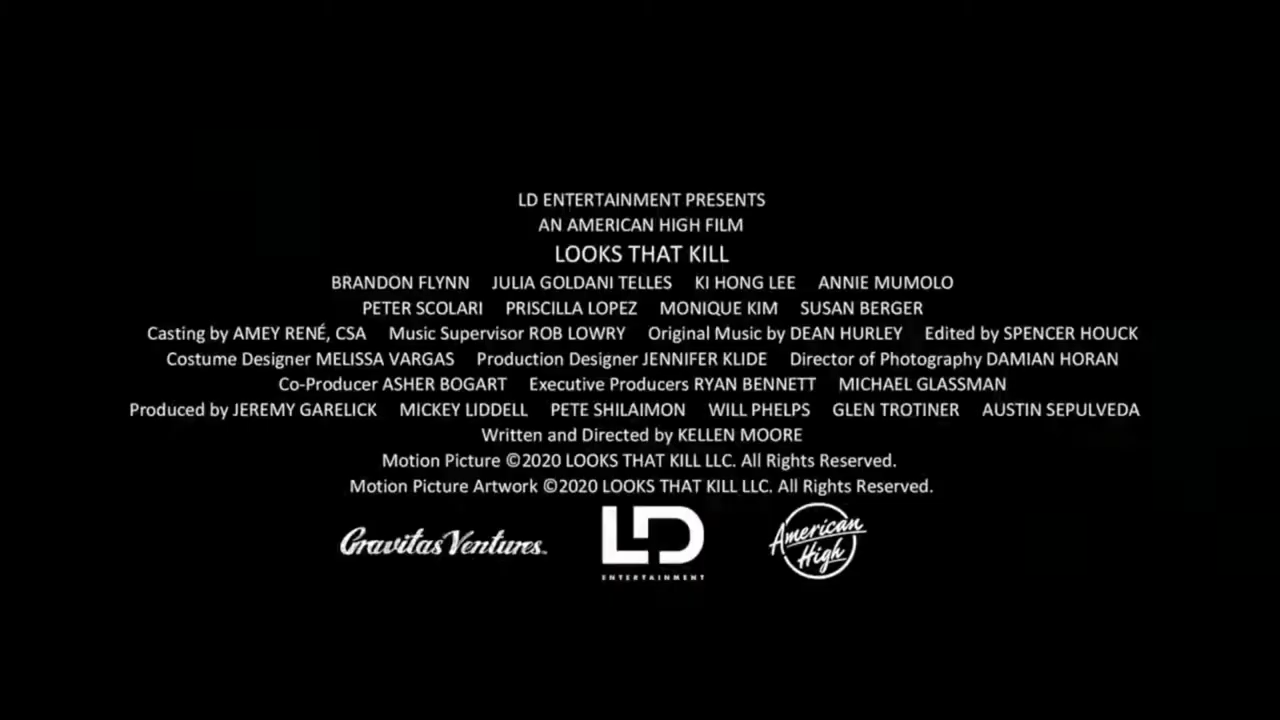 LD ENTERTAINMENT PRESENTS
AN AMERICAN HIGH FILM
LOOKS THAT KILL
BRANDON FLYNN JULIA GOLDANI TELLES KI HONG LEE ANNIE MUMOLO
PETER SCOLARI PRISCILLA LOPEZ MONIQUE KIM SUSAN BERGER
Casting by AMEY RENÉ, CSA Music Supervisor ROB LOWRY Original Music by DEAN HURLEY Edited by SPENCER HOUCK
Costume Designer MELISSA VARGAS Production Designer JENNIFER KLIDE Director of Photography DAMIAN HORAN
Co-Producer ASHER BOGART Executive Producers RYAN BENNETT MICHAEL GLASSMAN
Produced by JEREMY GARELICK MICKEY LIDDELL PETE SHILAIMON WILL PHELPS GLEN TROTINER AUSTIN SEPULVEDA
Written and Directed by KELLEN MOORE
Motion Picture ©2020 LOOKS THAT KILL LLC. All Rights Reserved.
Motion Picture Artwork ©2020 LOOKS THAT KILL LLC. All Rights Reserved.
Gravitas Ventures LD ENTERTAINMENT American High